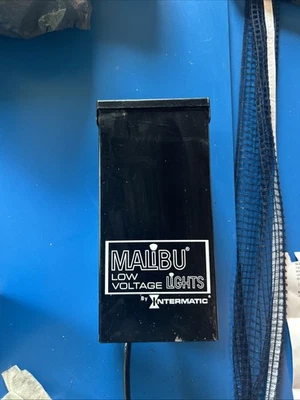 MALIBU®
LOW
VOLTAGE LIGHTS
By INTERMATIC®